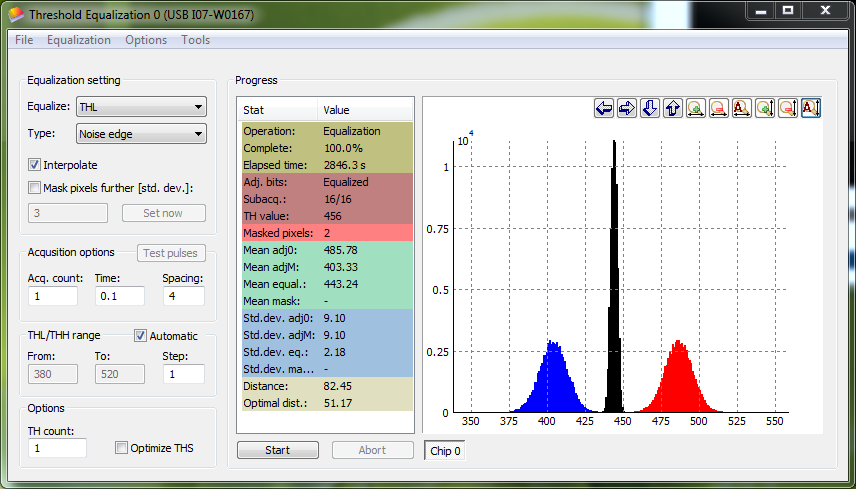 Threshold Equalization 0 (USB I07-W0167)
File Equalization Options Tools
Equalization setting
Equalize: THL
Type: Noise edge
Interpolate
Mask pixels further [std. dev.]:
3 Set now
Acqusition options Test pulses
Acq. count: Time: Spacing:
1 0.1 4
THL/THH range Automatic
From: To: Step:
380 520 1
Options
TH count:
1 Optimize THS
Progress
Stat Value
Operation: Equalization
Complete: 100.0%
Elapsed time: 2846.3 s
Adj. bits: Equalized
Subacq.: 16/16
TH value: 456
Masked pixels: 2
Mean adj0: 485.78
Mean adjM: 403.33
Mean equal.: 443.24
Mean mask: -
Std.dev. adj0: 9.10
Std.dev. adjM: 9.10
Std.dev. eq.: 2.18
Std.dev. ma... -
Distance: 82.45
Optimal dist.: 51.17
Start Abort
A A
10^4
1
0.75
0.5
0.25
0
350 375 400 425 450 475 500 525 550
Chip 0